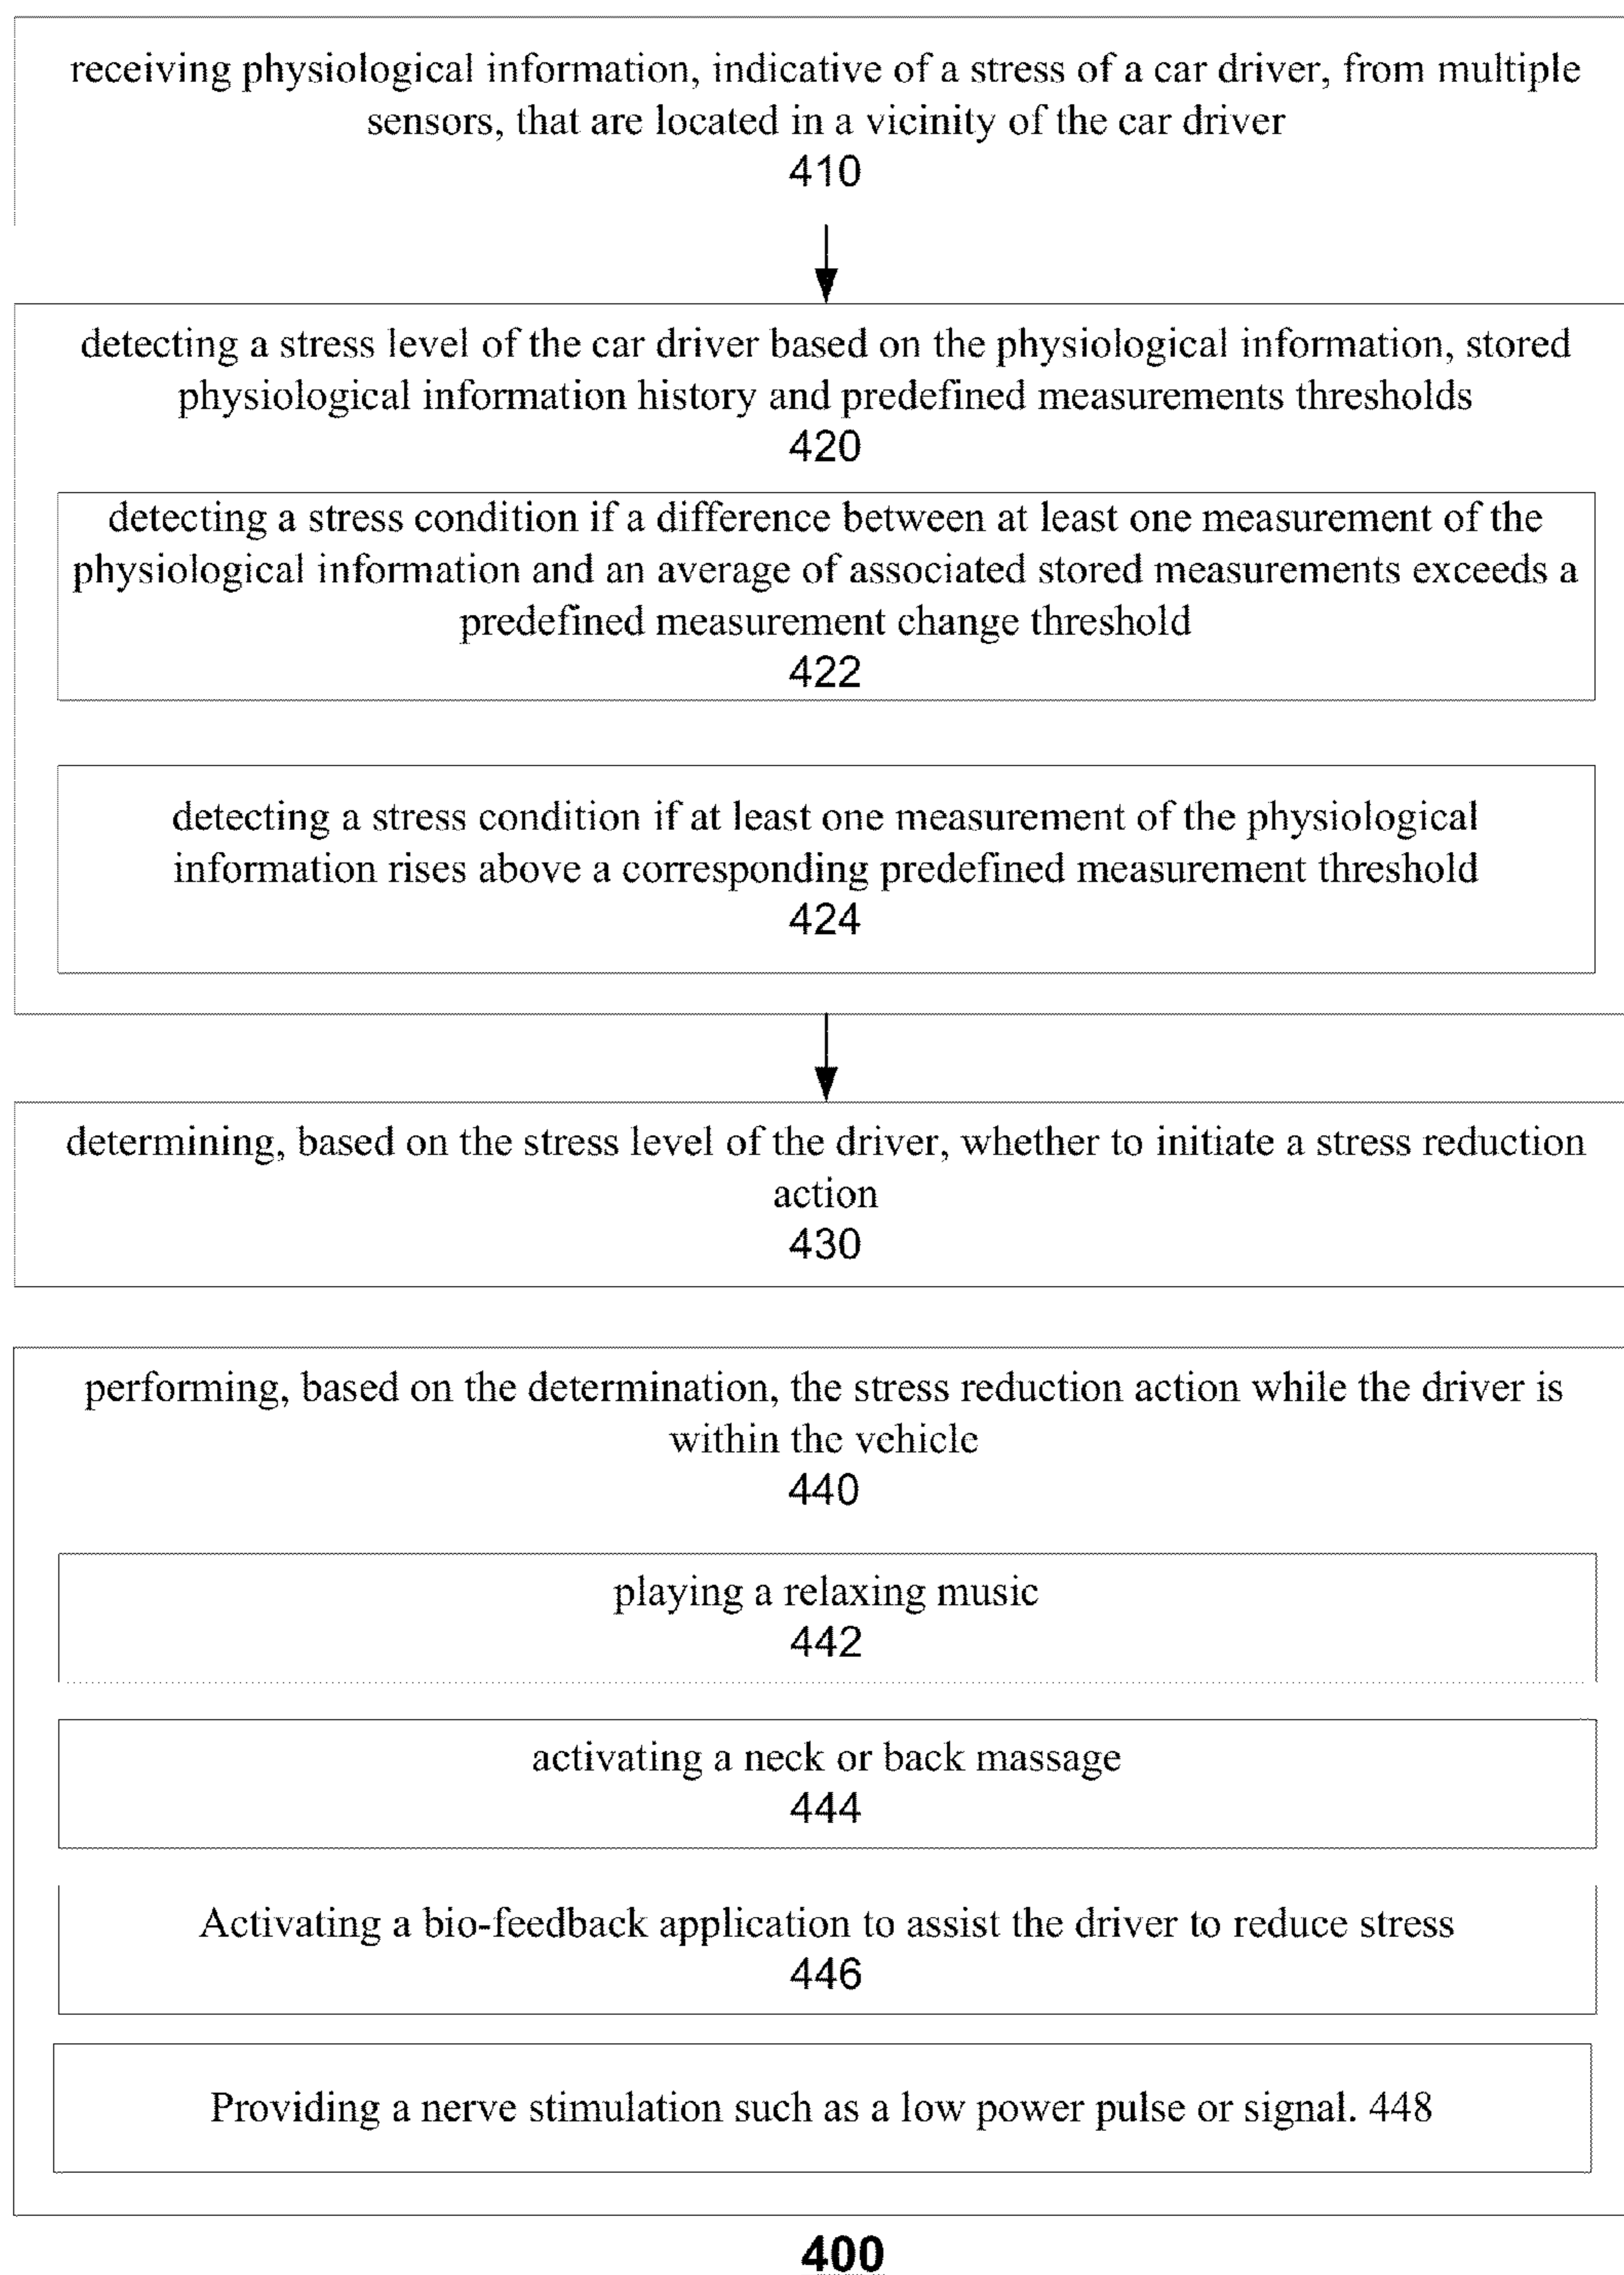 receiving physiological information, indicative of a stress of a car driver, from multiple
sensors, that are located in a vicinity of the car driver
410
detecting a stress level of the car driver based on the physiological information, stored
physiological information history and predefined measurements thresholds
420
detecting a stress condition if a difference between at least one measurement of the
physiological information and an average of associated stored measurements exceeds a
predefined measurement change threshold
422
detecting a stress condition if at least one measurement of the physiological
information rises above a corresponding predefined measurement threshold
424
determining, based on the stress level of the driver, whether to initiate a stress reduction
action
430
performing, based on the determination, the stress reduction action while the driver is
within the vehicle
440
playing a relaxing music
442
activating a neck or back massage
444
Activating a bio-feedback application to assist the driver to reduce stress
446
Providing a nerve stimulation such as a low power pulse or signal. 448
400